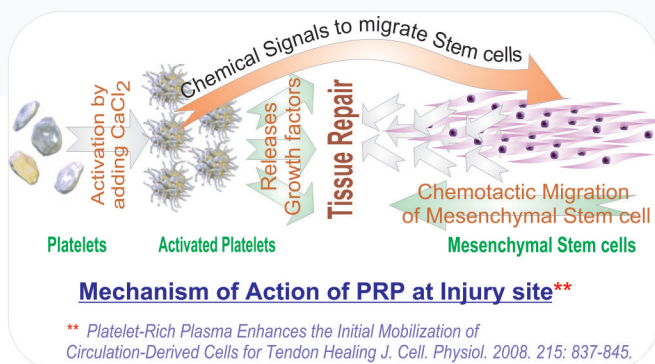 Chemical Signals to migrate Stem cells
Activation by
adding CaCl2
Releases
Growth factors
Tissue Repair
Chemotactic Migration
of Mesenchymal Stem cell
Platelets
Activated Platelets
Mesenchymal Stem cells
Mechanism of Action of PRP at Injury site**
** Platelet-Rich Plasma Enhances the Initial Mobilization of
Circulation-Derived Cells for Tendon Healing J. Cell. Physiol. 2008. 215: 837-845.